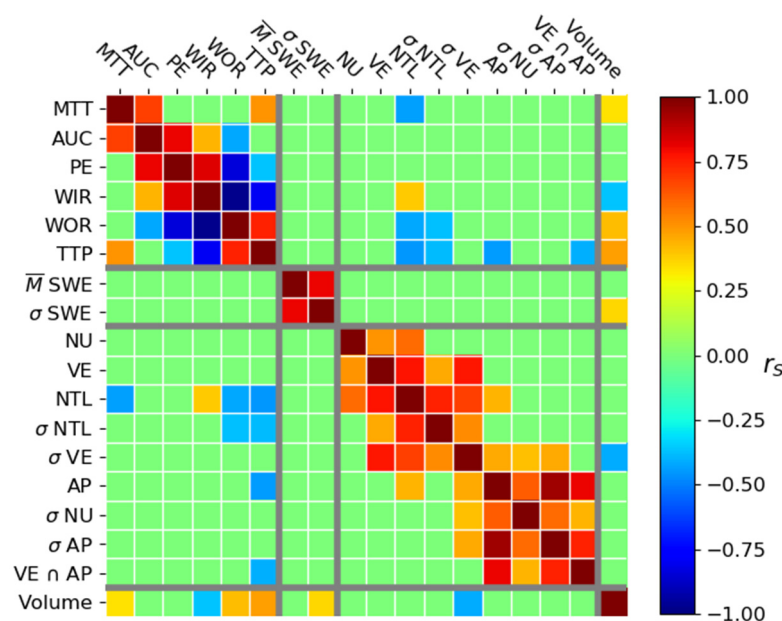 MTT
AUC
PE
WIR
WOR
TTP
M̅ SWE
σ SWE
NU
VE
NTL
σ NTL
σ VE
AP
σ NU
σ AP
VE ∩ AP
Volume
MTT
AUC
PE
WIR
WOR
TTP
M̅ SWE
σ SWE
NU
VE
NTL
σ NTL
σ VE
AP
σ NU
σ AP
VE ∩ AP
Volume
1.00
0.75
0.50
0.25
0.00
−0.25
−0.50
−0.75
−1.00
rS